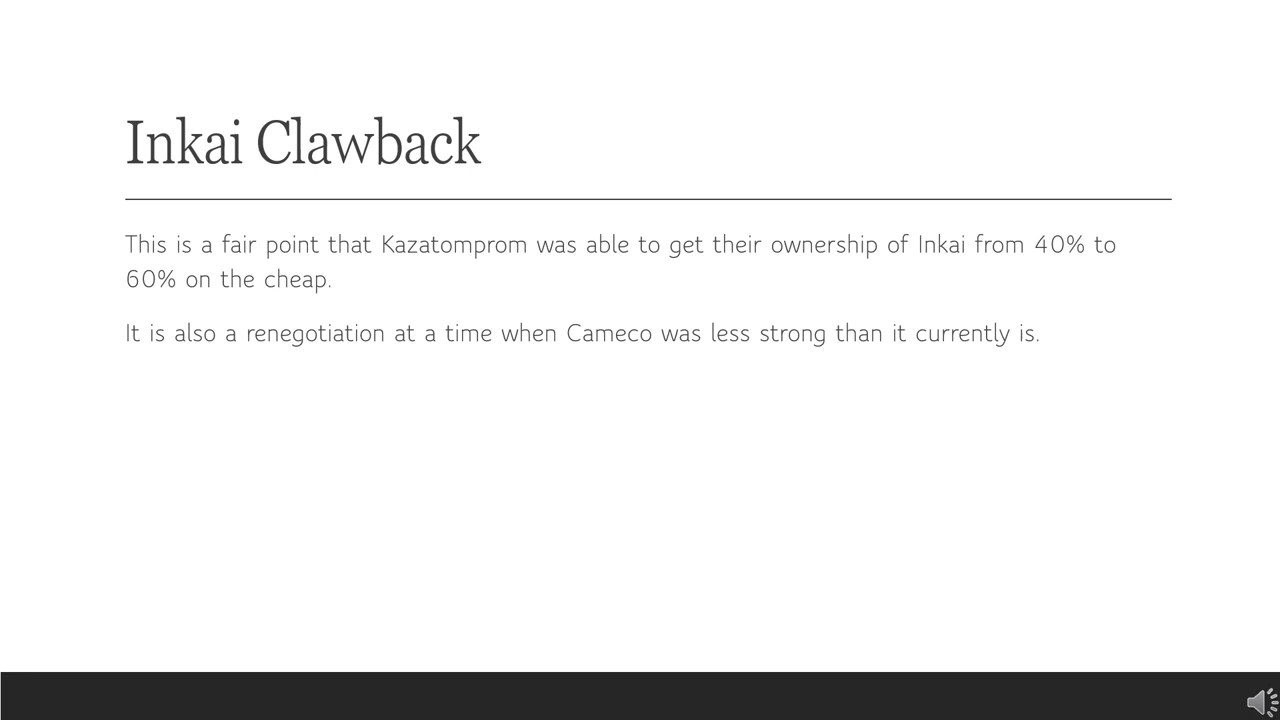 Inkai Clawback
This is a fair point that Kazatomprom was able to get their ownership of Inkai from 40% to
60% on the cheap.
It is also a renegotiation at a time when Cameco was less strong than it currently is.